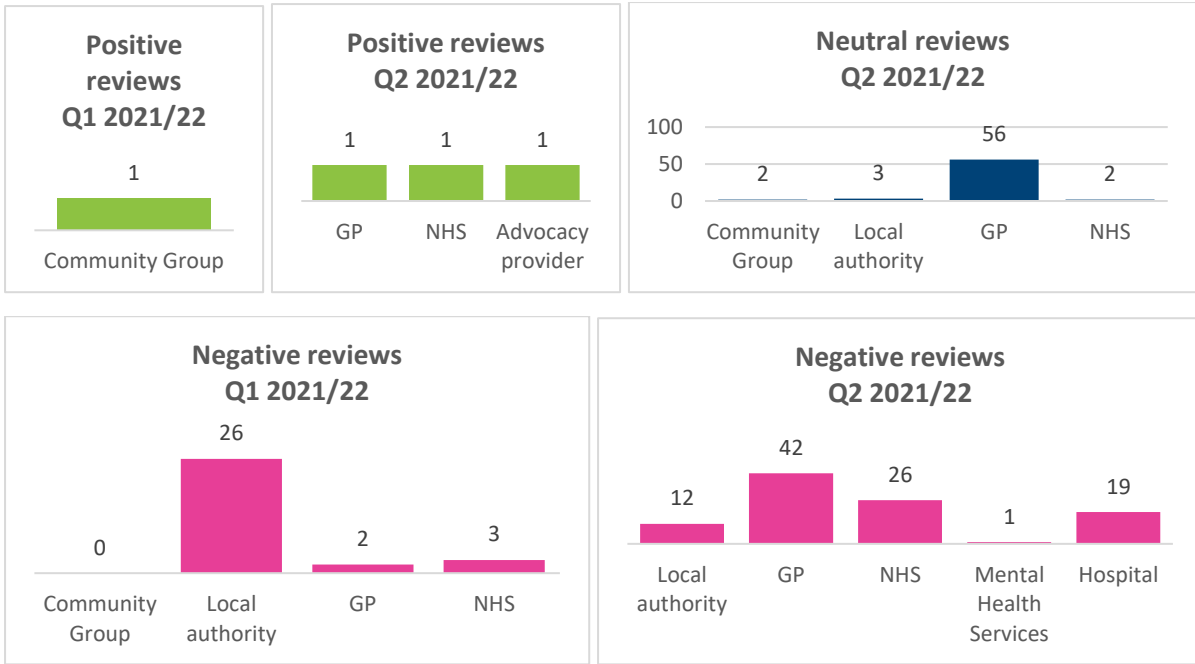 Positive
reviews
Q1 2021/22
1
Community Group
Positive reviews
Q2 2021/22
1 1 1
GP NHS Advocacy
provider
Neutral reviews
Q2 2021/22
100
50
0
2 3 56 2
Community
Group
Local
authority
GP
NHS
Negative reviews
Q1 2021/22
0 26 2 3
Community
Group
Local
authority
GP
NHS
Negative reviews
Q2 2021/22
12 42 26 1 19
Local
authority
GP
NHS
Mental
Health
Services
Hospital